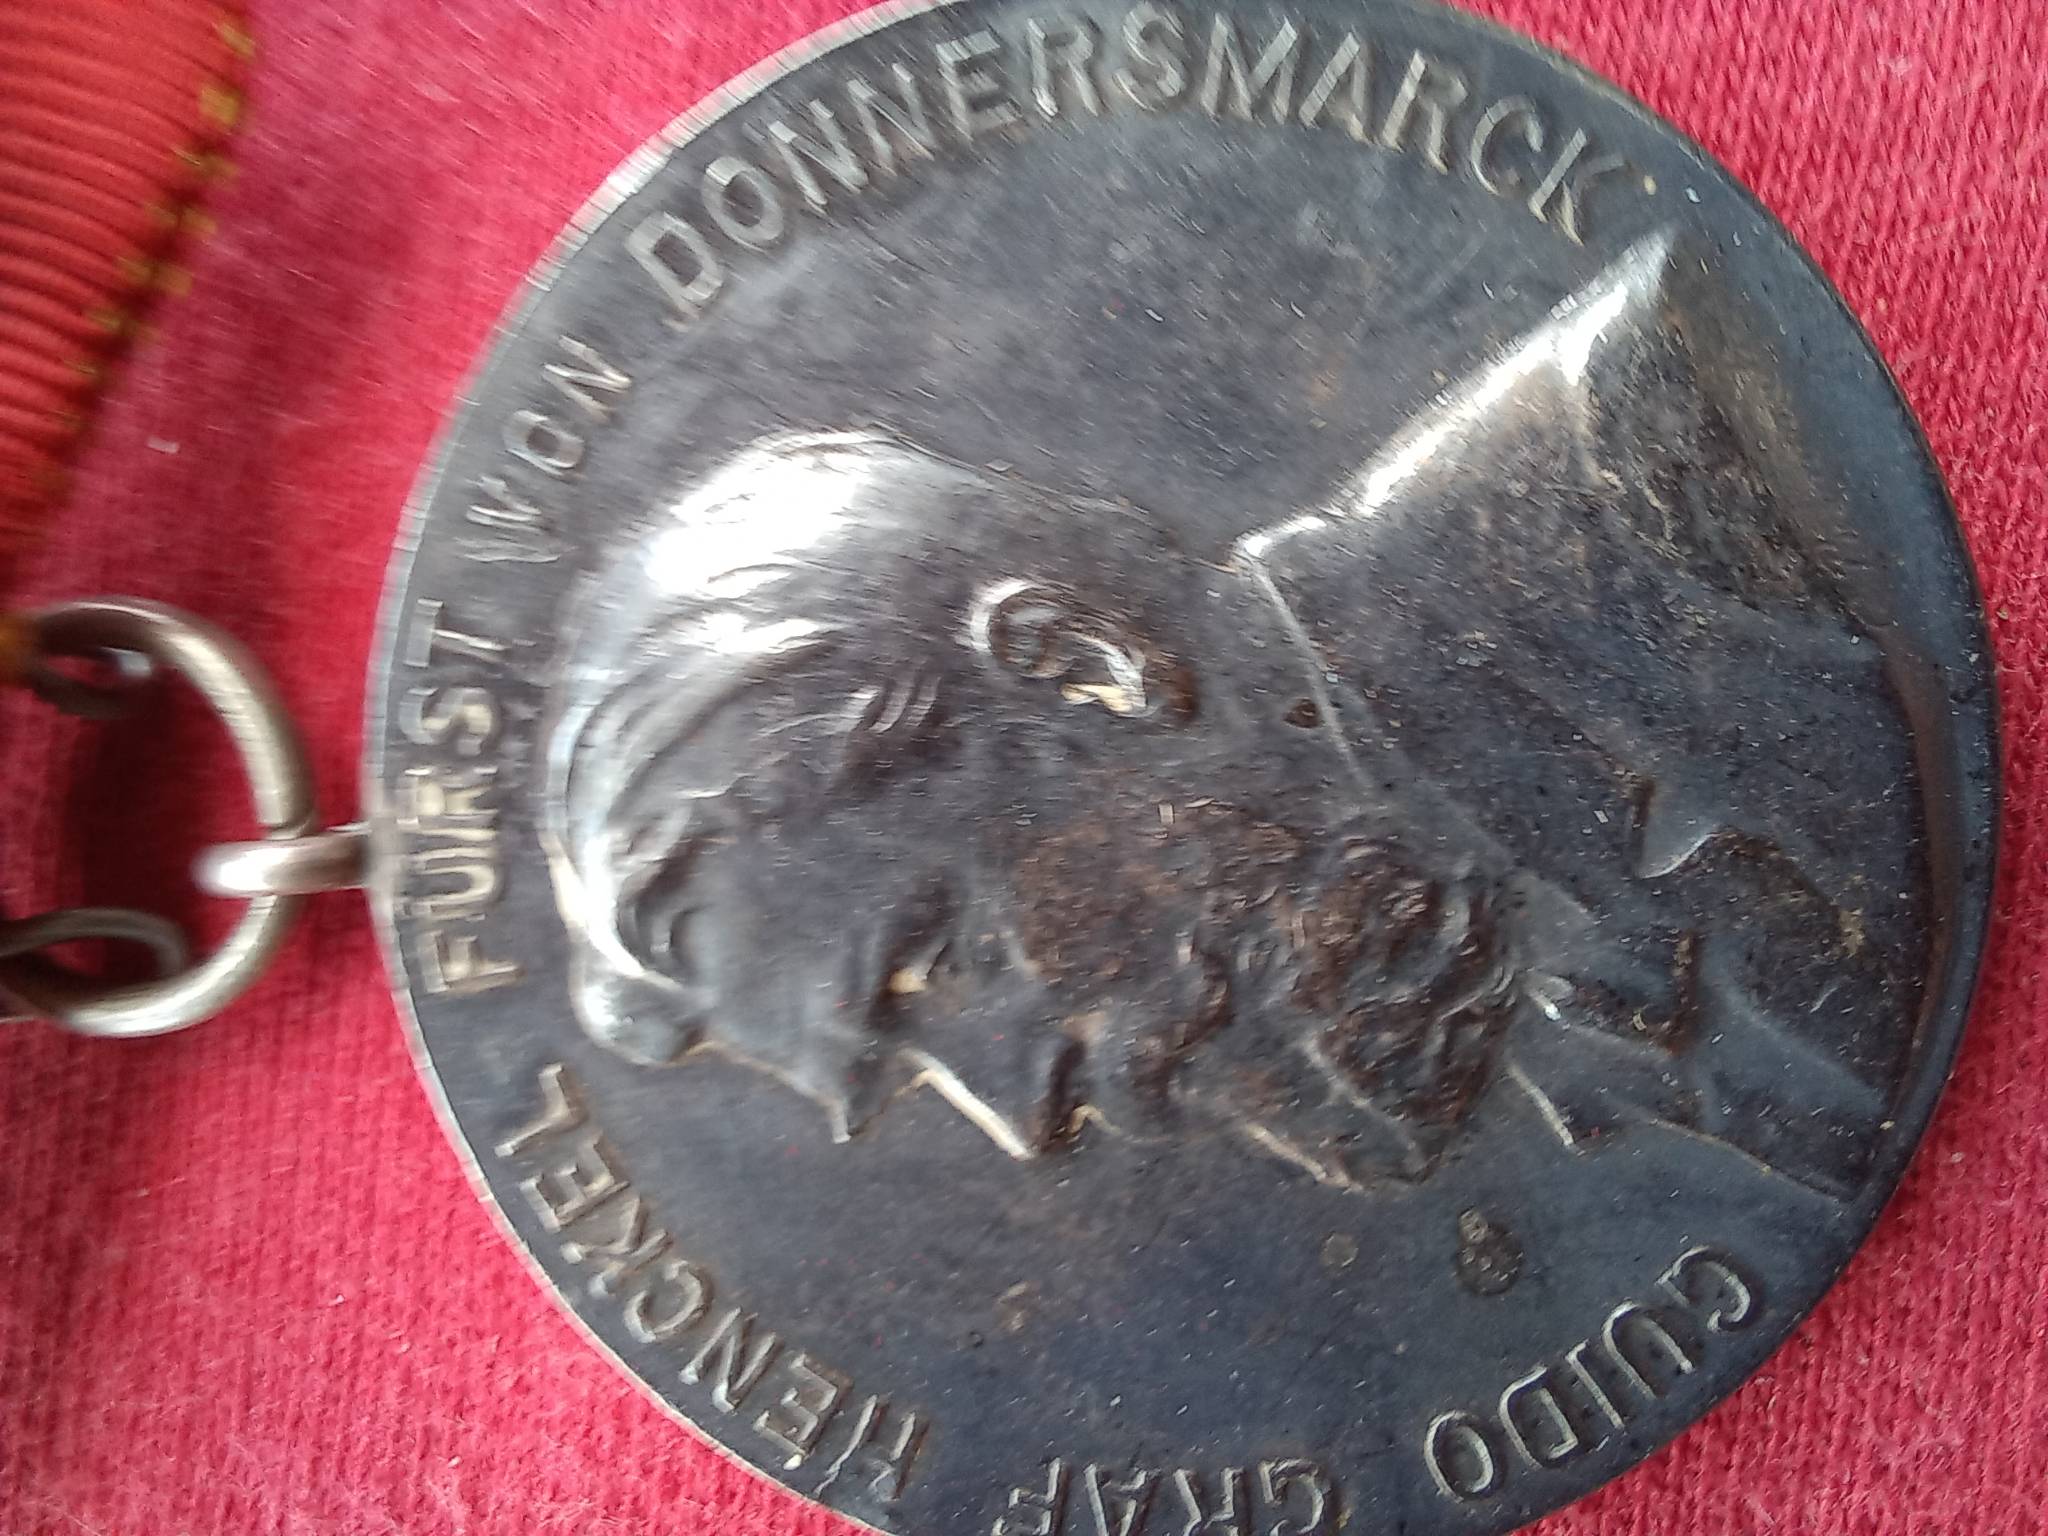 GUIDO GRAF HENCKEL FÜRST VON DONNERSMARCK